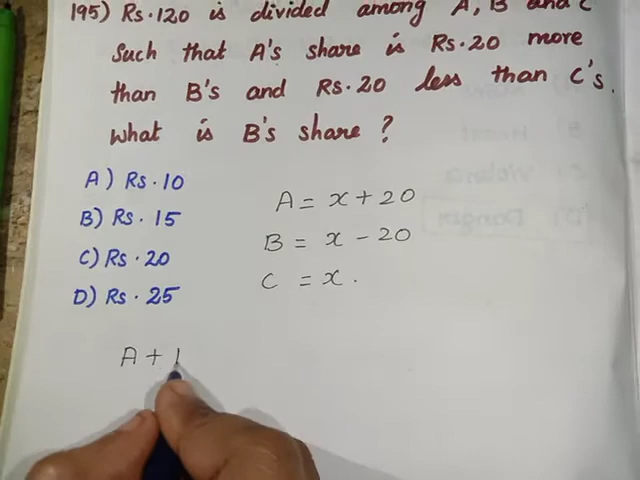 195) Rs. 120 is divided among A, B and C
Such that A's share is Rs. 20 more
than B's and Rs. 20 less than C's.
What is B's share ?
A) Rs. 10
B) Rs. 15
C) Rs. 20
D) Rs. 25
A = x + 20
B = x - 20
C = x.
A +